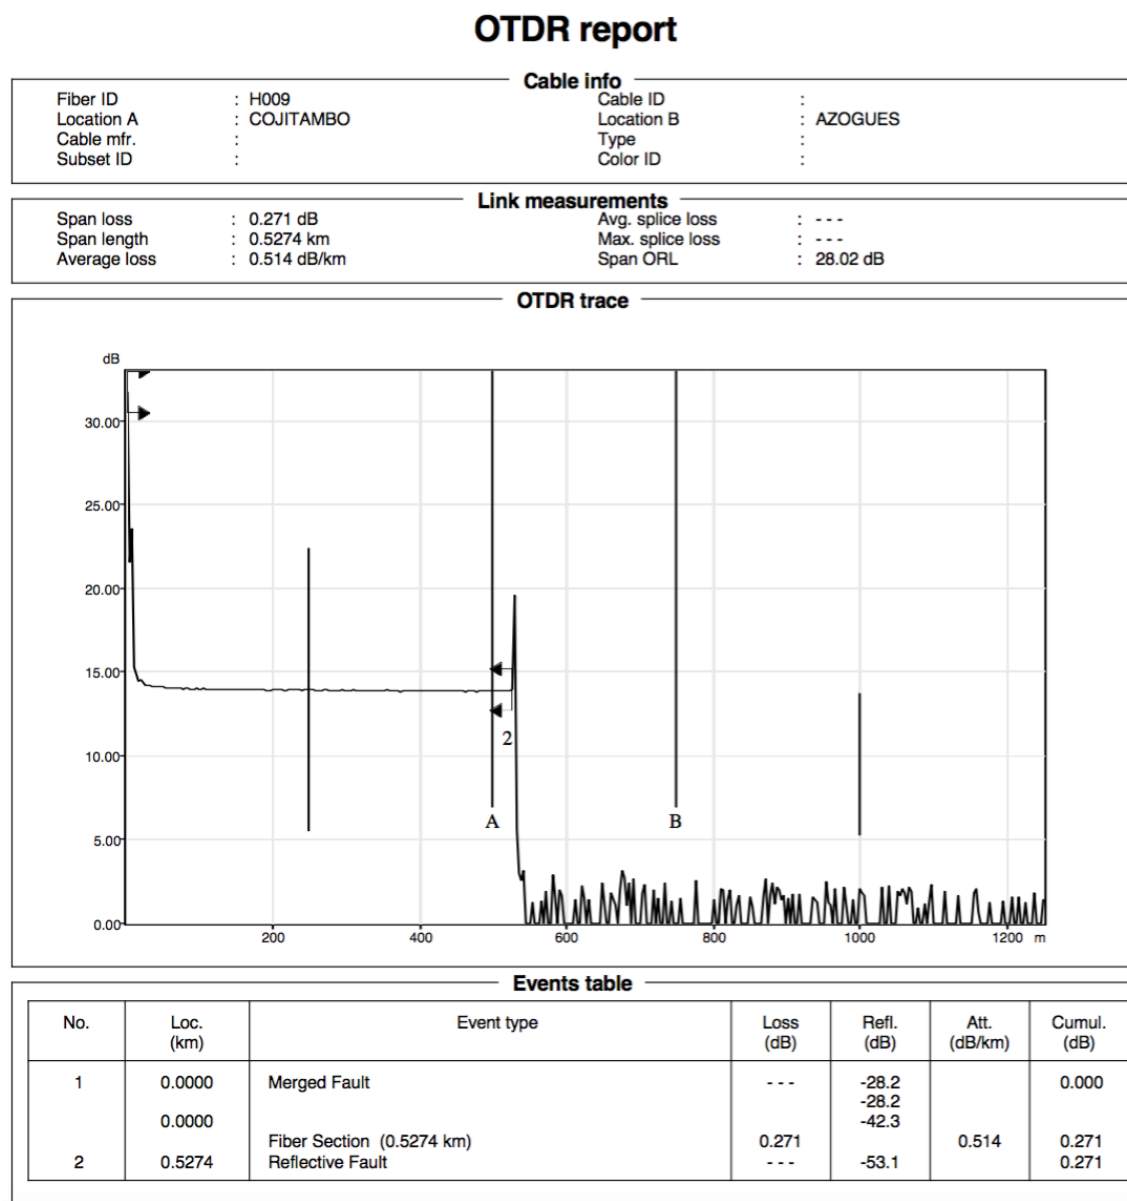 OTDR report
Cable info
Fiber ID : H009 Cable ID :
Location A : COJITAMBO Location B : AZOGUES
Cable mfr. : Type :
Subset ID : Color ID :
Link measurements
Span loss : 0.271 dB Avg. splice loss : - - -
Span length : 0.5274 km Max. splice loss : - - -
Average loss : 0.514 dB/km Span ORL : 28.02 dB
OTDR trace
dB
30.00
25.00
20.00
15.00
2
10.00
A B
5.00
0.00
200 400 600 800 1000 1200 m
Events table
No. Loc. Event type Loss Refl. Att. Cumul.
(km) (dB) (dB) (dB/km) (dB)
1 0.0000 Merged Fault - - - -28.2 0.000
-28.2
0.0000 -42.3
Fiber Section (0.5274 km) 0.271 0.514 0.271
2 0.5274 Reflective Fault - - - -53.1 0.271